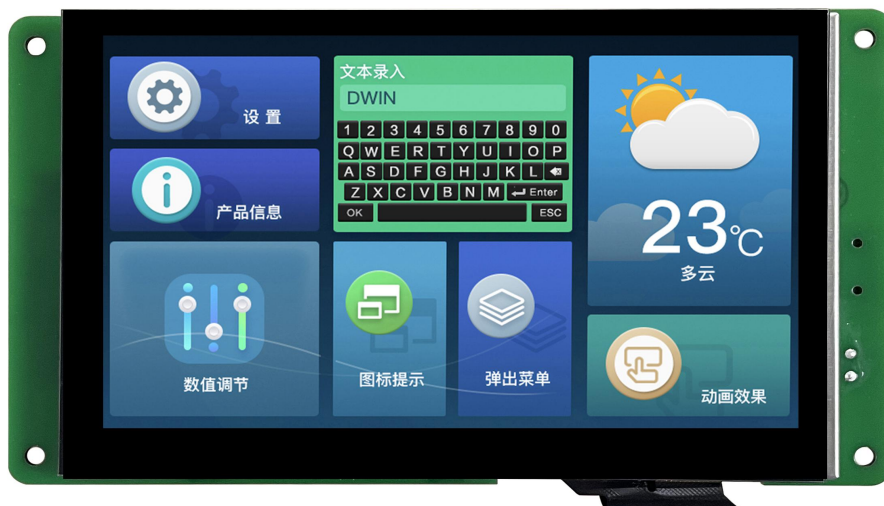 设 置
产品信息
数值调节
文本录入
DWIN
1 2 3 4 5 6 7 8 9 0
Q W E R T Y U I O P
A S D F G H J K L
Z X C V B N M Enter
OK ESC
图标提示
弹出菜单
23℃
多云
动画效果